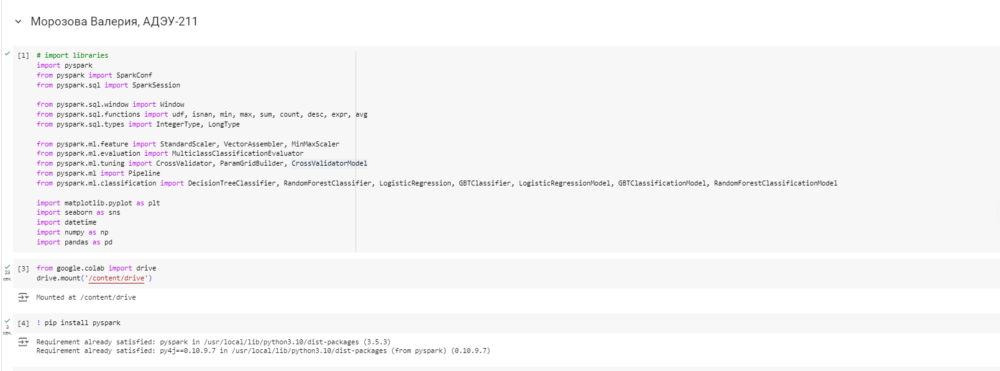 Морозова Валерия, АДЭУ-211
[1] # import libraries
import pyspark
from pyspark import SparkConf
from pyspark.sql import SparkSession
from pyspark.sql.window import Window
from pyspark.sql.functions import udf, isnan, min, max, sum, count, desc, expr, avg
from pyspark.sql.types import IntegerType, LongType
from pyspark.ml.feature import StandardScaler, VectorAssembler, MinMaxScaler
from pyspark.ml.evaluation import MulticlassClassificationEvaluator
from pyspark.ml.tuning import CrossValidator, ParamGridBuilder, CrossValidatorModel
from pyspark.ml import Pipeline
from pyspark.ml.classification import DecisionTreeClassifier, RandomForestClassifier, LogisticRegression, GBTClassifier, LogisticRegressionModel, GBTClassificationModel, RandomForestClassificationModel
import matplotlib.pyplot as plt
import seaborn as sns
import datetime
import numpy as np
import pandas as pd
[3] from google.colab import drive
23
сек.
drive.mount('/content/drive')
Mounted at /content/drive
[4] ! pip install pyspark
3
сек.
Requirement already satisfied: pyspark in /usr/local/lib/python3.10/dist-packages (3.5.3)
Requirement already satisfied: py4j==0.10.9.7 in /usr/local/lib/python3.10/dist-packages (from pyspark) (0.10.9.7)